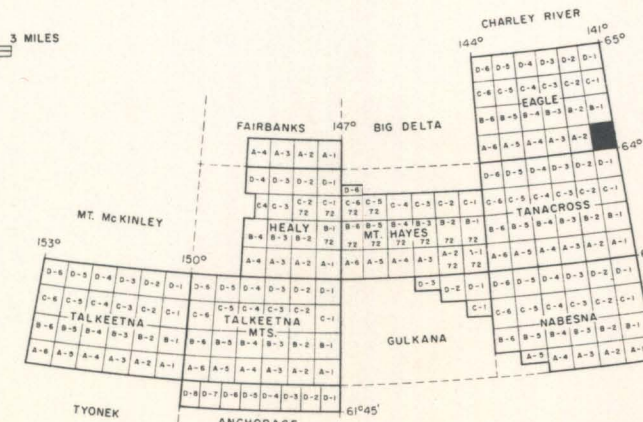 3 MILES
CHARLEY RIVER
144° 141°
65°
D-6 D-5 D-4 D-3 D-2 D-1
C-6 C-5 C-4 C-3 C-2 C-1
EAGLE
B-6 B-5 B-4 B-3 B-2 B-1
A-6 A-5 A-4 A-3 A-2
64°
FAIRBANKS 147° BIG DELTA
A-4 A-3 A-2 A-1
D-4 D-3 D-2 D-1
D-6
C4 C-3 C-2 C-1 C-6 C-5 C-4 C-3 C-2 C-1
72 72 72 72
HEALY
B-4 B-3 B-2 B-1
72
MT. HAYES
B-6 B-5 B-4 B-3 B-2 B-1
72 72 72 72 72 72
A-4 A-3 A-2 A-1 A-6 A-5 A-4 A-3 A-2
72 72
D-6 D-5 D-4 D-3 D-2 D-1
C-6 C-5 C-4 C-3 C-2 C-1
TANACROSS
B-6 B-5 B-4 B-3 B-2 B-1
A-6 A-5 A-4 A-3 A-2 A-1
MT. McKINLEY
153° 150°
D-6 D-5 D-4 D-3 D-2 D-1 D-6 D-5 D-4 D-3 D-2 D-1
C-6 C-5 C-4 C-3 C-2 C-1 C-6 C-5 C-4 C-3 C-2 C-1
TALKEETNA TALKEETNA
MTS.
B-6 B-5 B-4 B-3 B-2 B-1 B-6 B-5 B-4 B-3 B-2 B-1
A-6 A-5 A-4 A-3 A-2 A-1 A-6 A-5 A-4 A-3 A-2 A-1
D-8 D-7 D-6 D-5 D-4 D-3 D-2 D-1
61°45'
D-3 D-2 D-1
C-1
GULKANA
D-6 D-5 D-4 D-3 D-2 D-1
C-6 C-5 C-4 C-3 C-2 C-1
NABESNA
B-6 B-5 B-4 B-3 B-2 B-1
A-5 A-4 A-3 A-2 A-1
TYONEK
ANCHORAGE